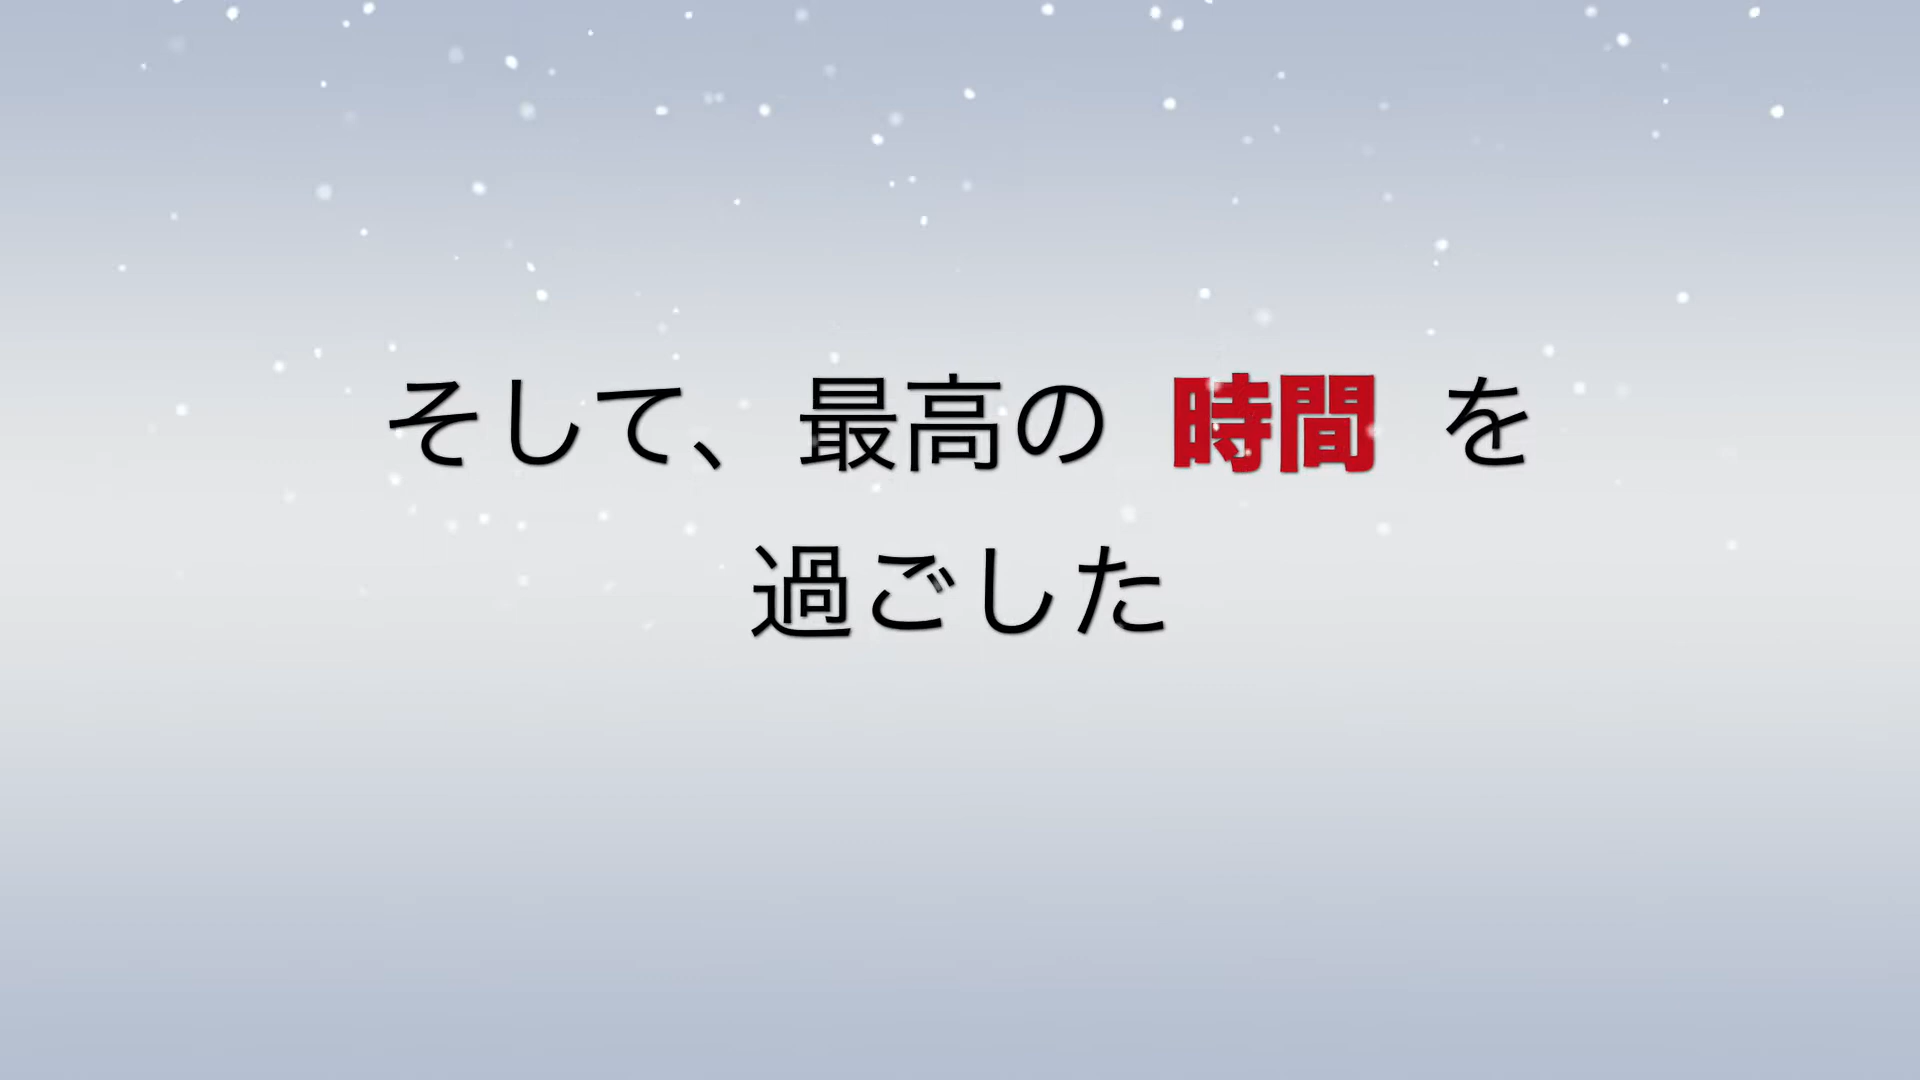 そして、最高の 時間 を
過ごした